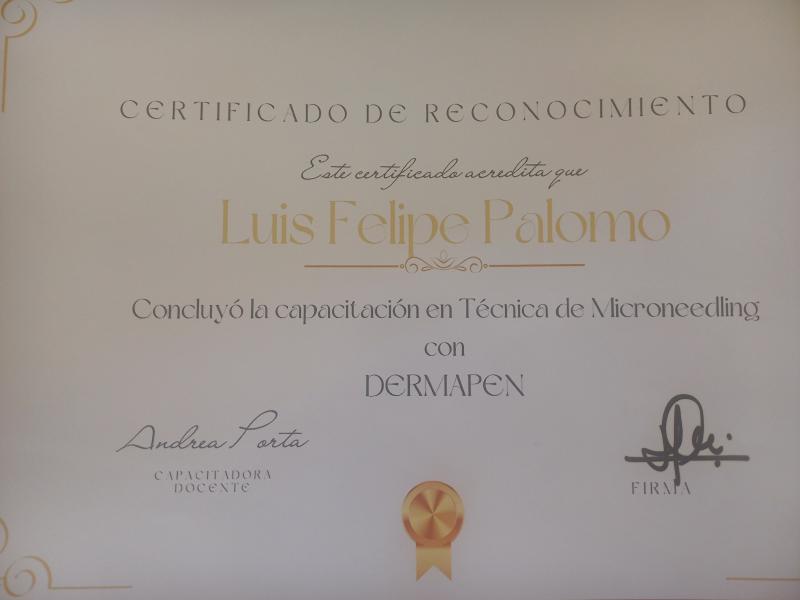 CERTIFICADO DE RECONOCIMIENTO
Este certificado acredita que
Luis Felipe Palomo
Concluyó la capacitación en Técnica de Microneedling
con
DERMAPEN
Andrea Porta
CAPACITADORA
DOCENTE
FIRMA